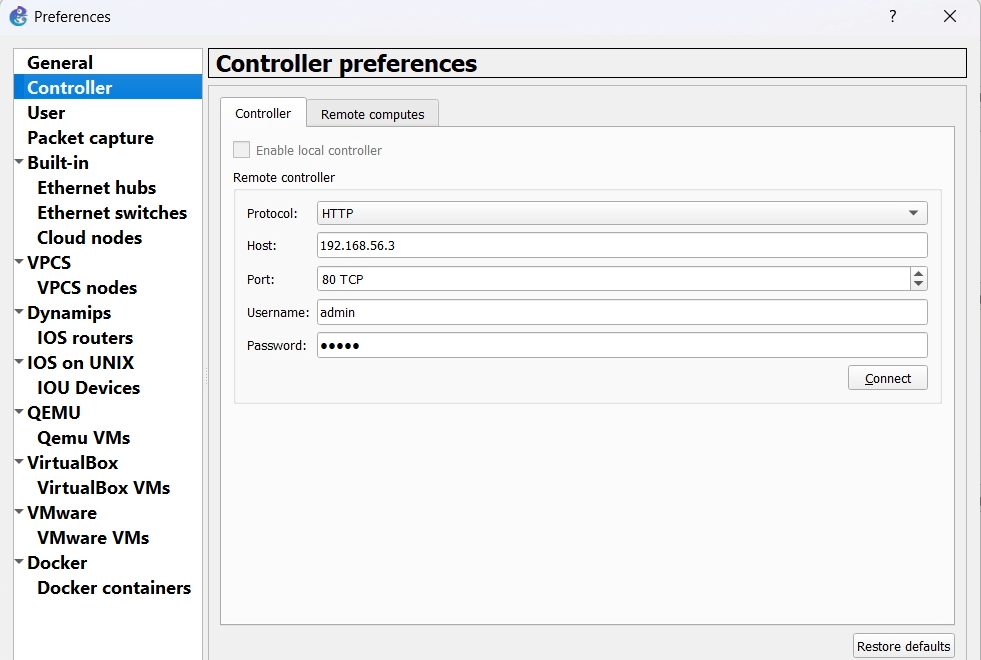 Preferences
?
General
Controller
User
Packet capture
Built-in
Ethernet hubs
Ethernet switches
Cloud nodes
VPCS
VPCS nodes
Dynamips
IOS routers
IOS on UNIX
IOU Devices
QEMU
Qemu VMs
VirtualBox
VirtualBox VMs
VMware
VMware VMs
Docker
Docker containers
Controller preferences
Controller Remote computes
Enable local controller
Remote controller
Protocol: HTTP
Host: 192.168.56.3
Port: 80 TCP
Username: admin
Password: ●●●●●
Connect
Restore defaults